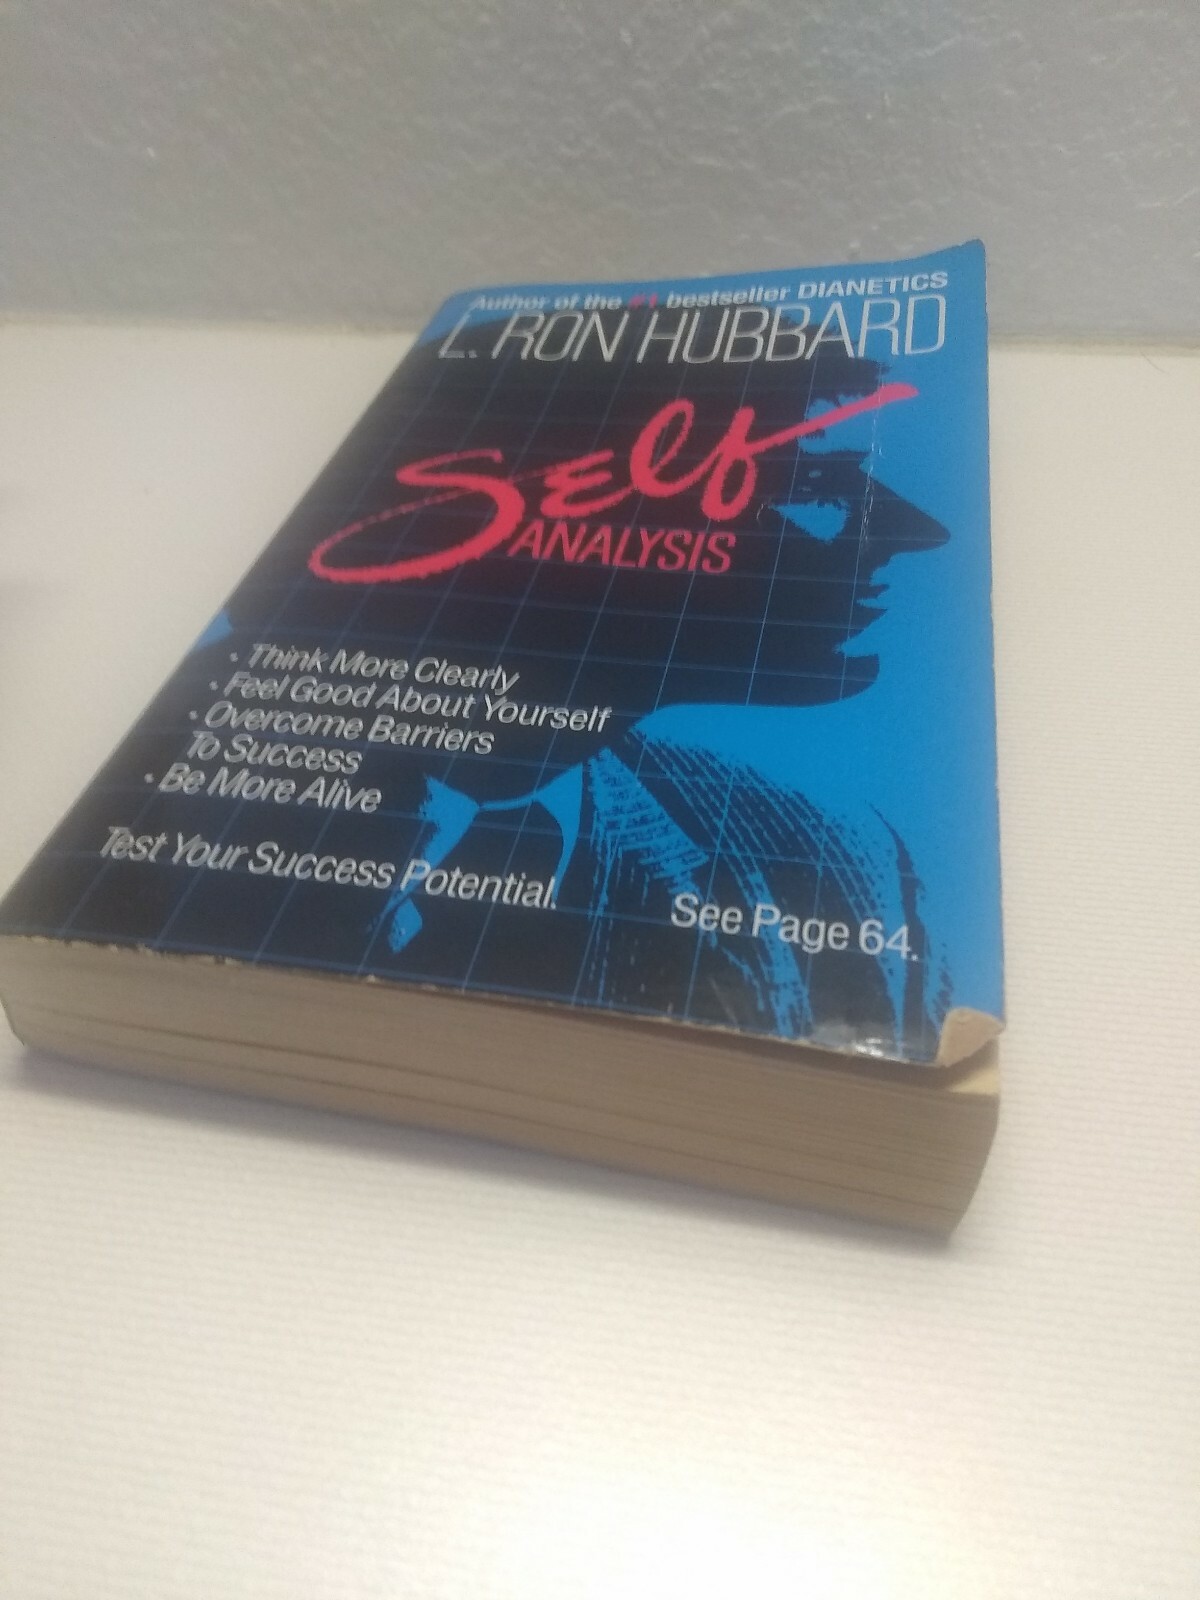 Author of the #1 bestseller DIANETICS
L. RON HUBBARD
Self
ANALYSIS
• Think More Clearly
• Feel Good About Yourself
• Overcome Barriers
To Success
• Be More Alive
Test Your Success Potential.
See Page 64.